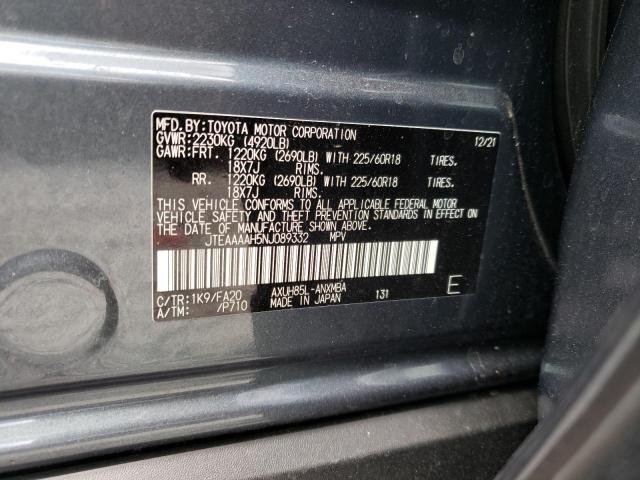 MFD.BY:TOYOTA MOTOR CORPORATION 12/21
GVWR:2230KG (4920LB)
GAWR:FRT. 1220KG (2690LB) WITH 225/60R18 TIRES.
18X7J RIMS.
RR. 1220KG (2690LB) WITH 225/60R18 TIRES.
18X7J RIMS.
THIS VEHICLE CONFORMS TO ALL APPLICABLE FEDERAL MOTOR
VEHICLE SAFETY AND THEFT PREVENTION STANDARDS IN EFFECT ON
THE DATE OF MANUFACTURE SHOWN ABOVE.
JTEAAAAH5NJ089332 MPV
C/TR:1K9/FA20 AXUH85L-ANXMBA 131 E
A/TM: /P710 MADE IN JAPAN